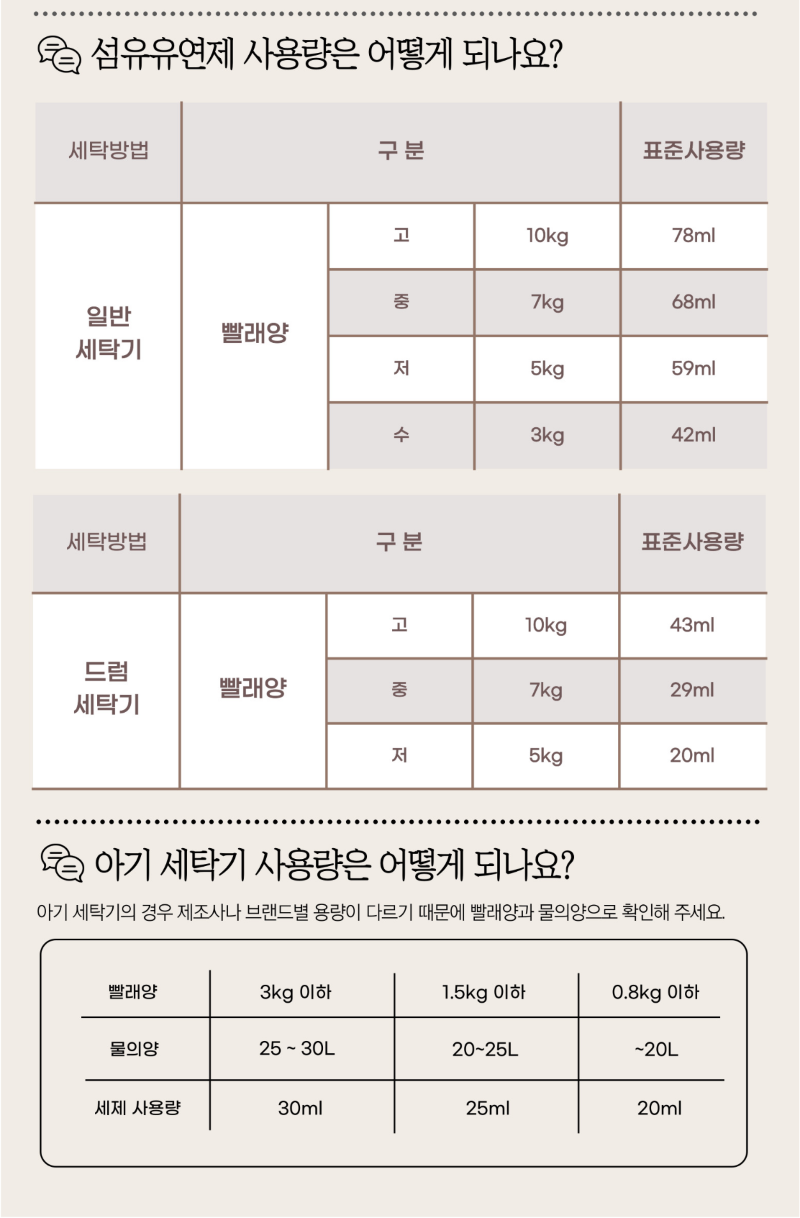 섬유유연제 사용량은 어떻게 되나요?
세탁방법 구 분 표준사용량
일반
세탁기
빨래양
고 10kg 78ml
중 7kg 68ml
저 5kg 59ml
수 3kg 42ml
세탁방법 구 분 표준사용량
드럼
세탁기
빨래양
고 10kg 43ml
중 7kg 29ml
저 5kg 20ml
아기 세탁기 사용량은 어떻게 되나요?
아기 세탁기의 경우 제조사나 브랜드별 용량이 다르기 때문에 빨래양과 물의양으로 확인해 주세요.
빨래양 3kg 이하 1.5kg 이하 0.8kg 이하
물의양 25 ~ 30L 20~25L ~20L
세제 사용량 30ml 25ml 20ml